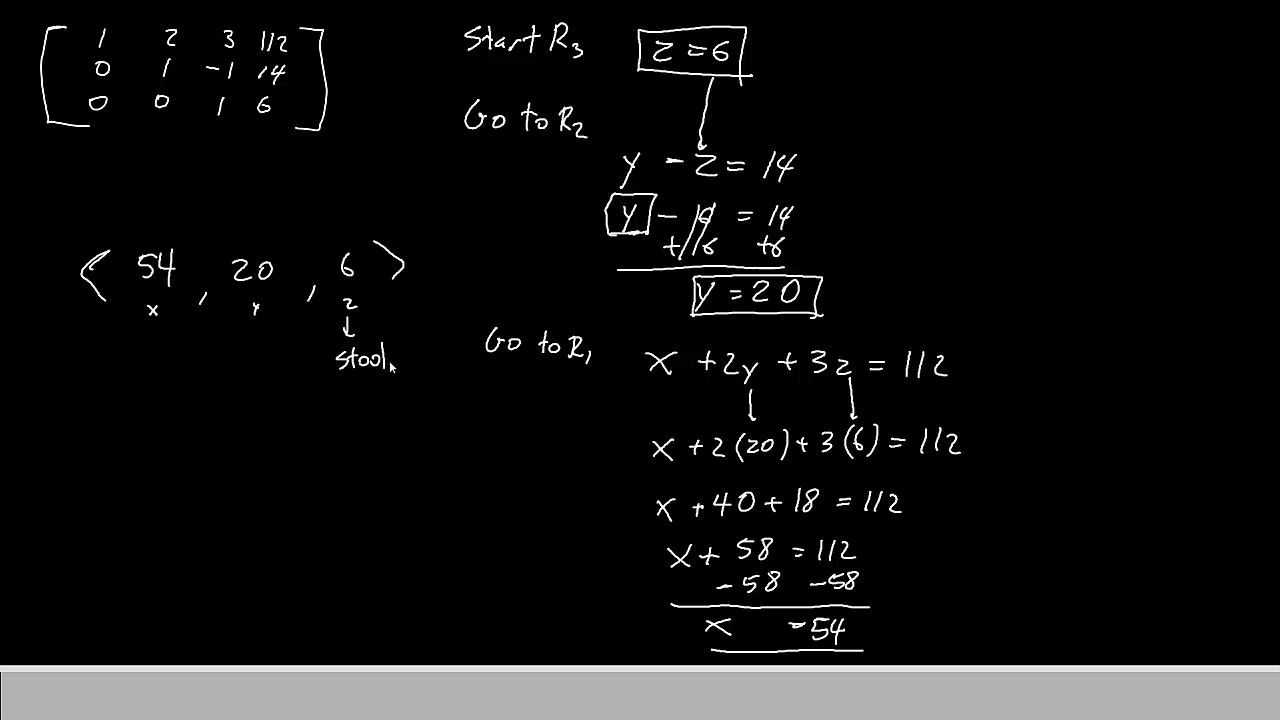 1 2 3 112
0 1 -1 14
0 0 1 6
< 54 , 20 , 6 >
x y z
stool
Start R3 z = 6
Go to R2
y - z = 14
y - 6 = 14
+ 6 +6
y = 20
Go to R1 x + 2y + 3z = 112
x + 2(20) + 3(6) = 112
x + 40 + 18 = 112
x + 58 = 112
- 58 - 58
x = 54